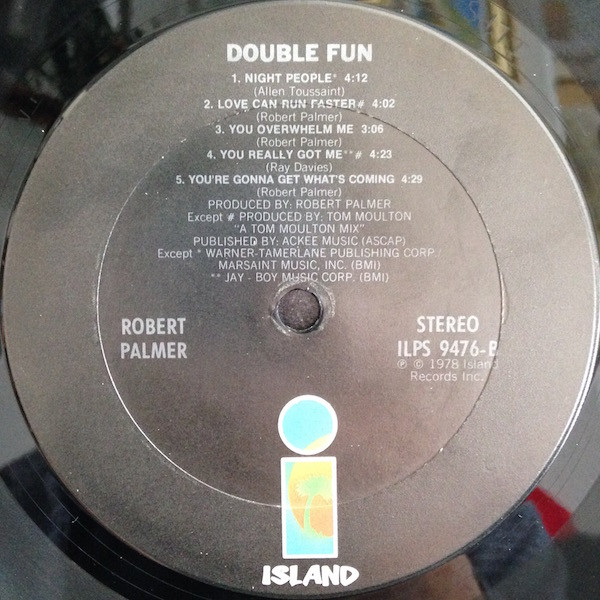 DOUBLE FUN
1. NIGHT PEOPLE* 4:12
(Allen Toussaint)
2. LOVE CAN RUN FASTER# 4:02
(Robert Palmer)
3. YOU OVERWHELM ME 3:06
(Robert Palmer)
4. YOU REALLY GOT ME**# 4:23
(Ray Davies)
5. YOU'RE GONNA GET WHAT'S COMING 4:29
(Robert Palmer)
PRODUCED BY: ROBERT PALMER
Except # PRODUCED BY: TOM MOULTON
"A TOM MOULTON MIX"
PUBLISHED BY: ACKEE MUSIC (ASCAP)
Except * WARNER-TAMERLANE PUBLISHING CORP./
MARSAINT MUSIC, INC. (BMI)
** JAY - BOY MUSIC CORP. (BMI)
ROBERT
PALMER
STEREO
ILPS 9476-B
℗ © 1978 Island
Records Inc.
ISLAND